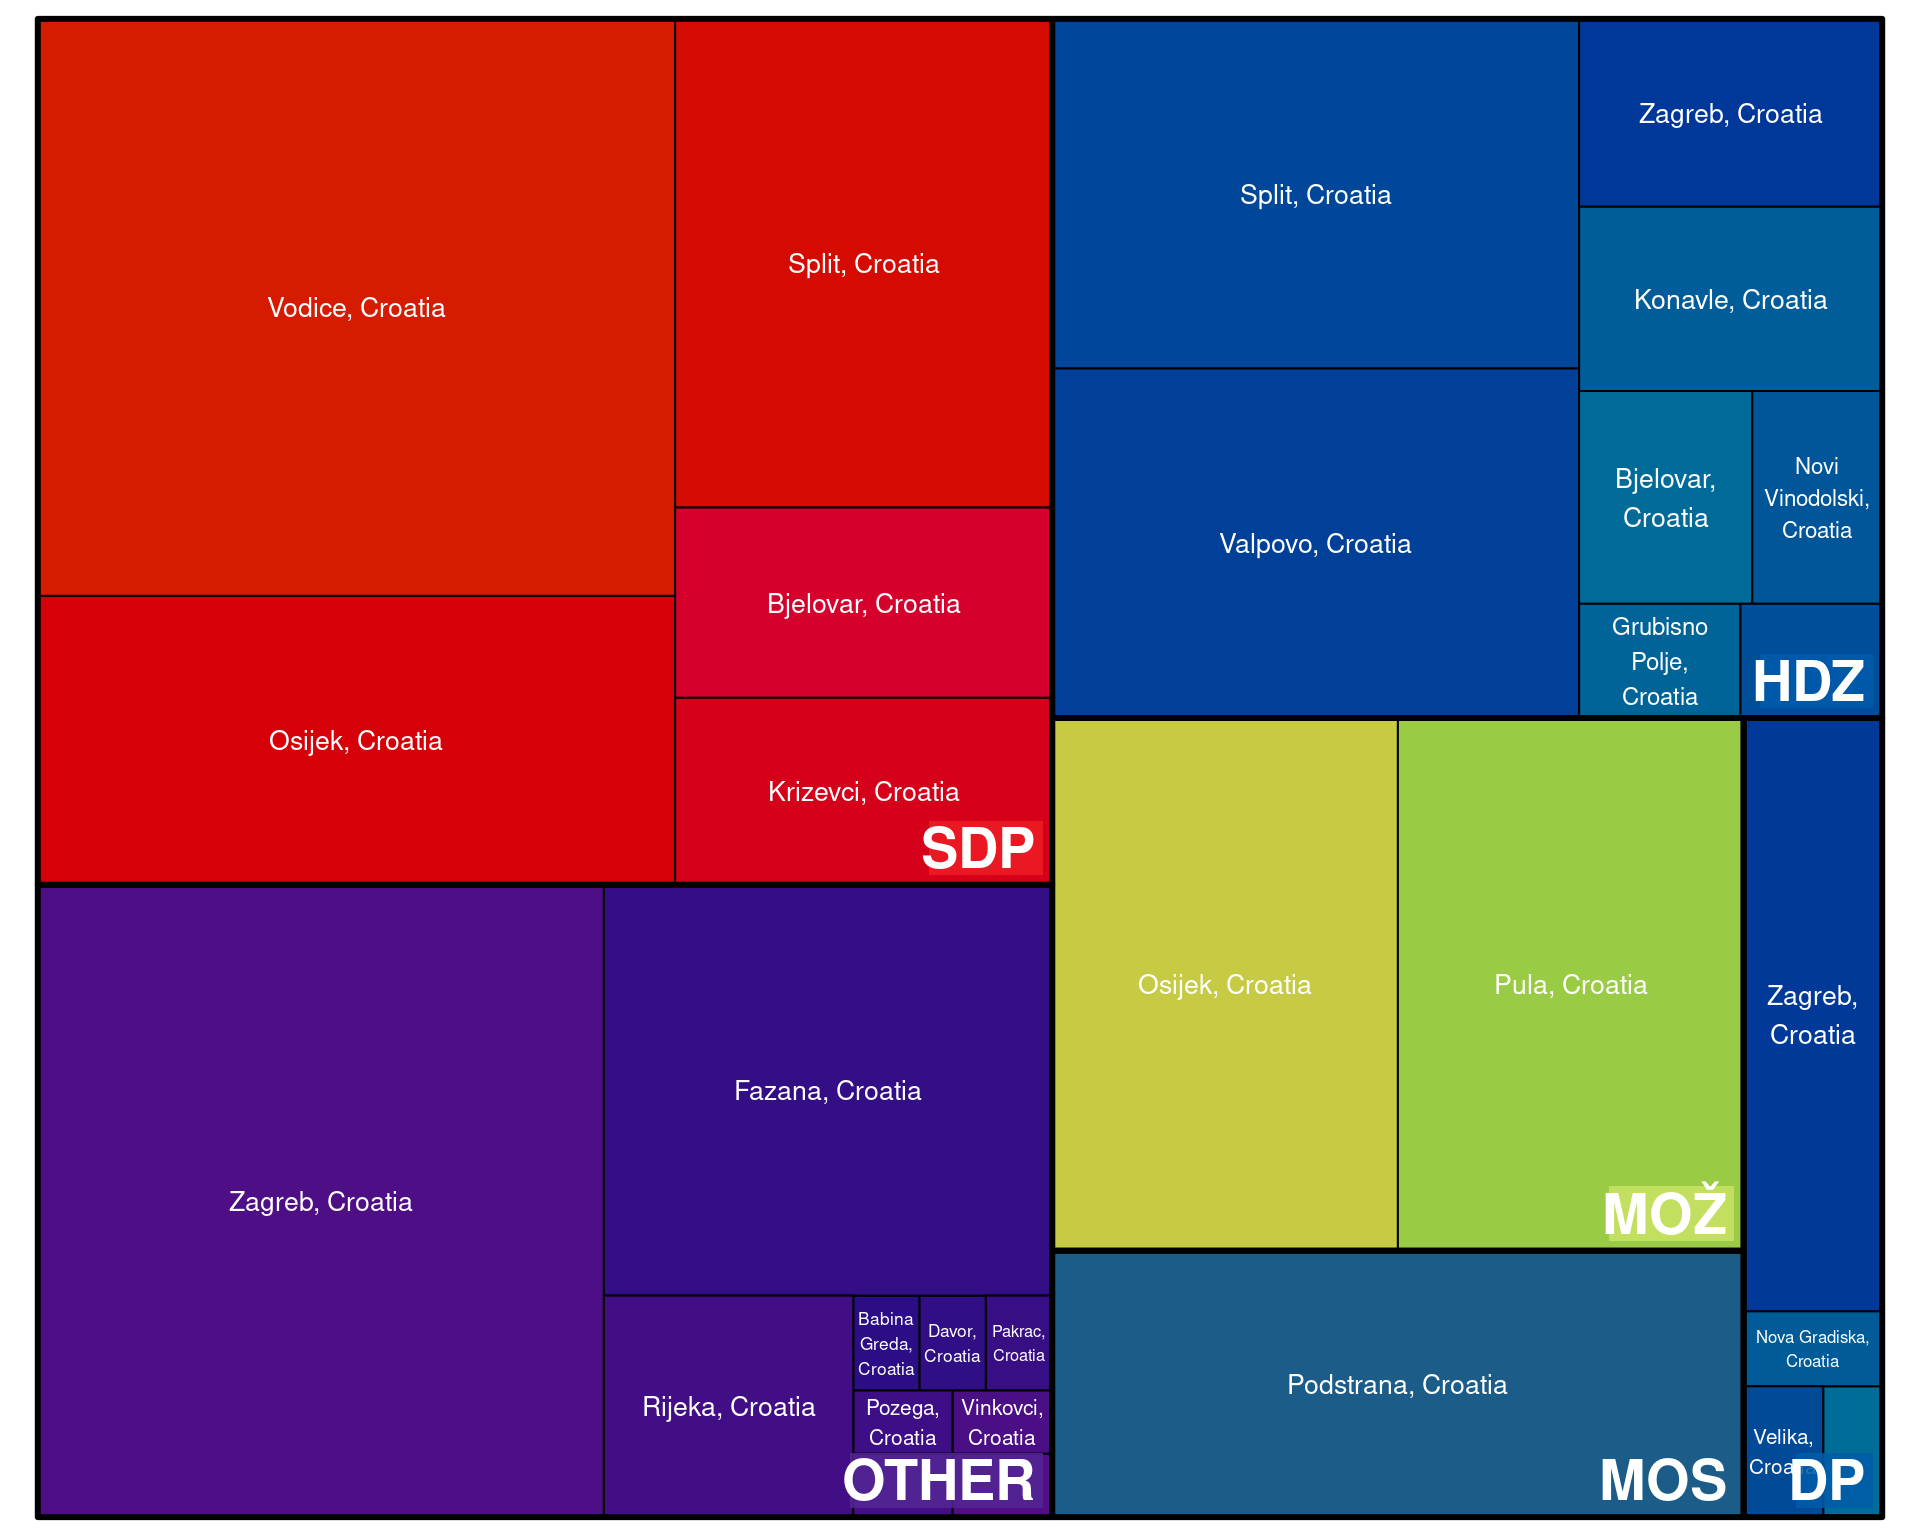 Vodice, Croatia
Split, Croatia
Bjelovar, Croatia
Osijek, Croatia
Krizevci, Croatia
SDP
Split, Croatia
Zagreb, Croatia
Konavle, Croatia
Valpovo, Croatia
Bjelovar,
Croatia
Novi
Vinodolski,
Croatia
Grubisno
Polje,
Croatia
HDZ
Zagreb, Croatia
Fazana, Croatia
Rijeka, Croatia
Babina
Greda,
Croatia
Davor,
Croatia
Pakrac,
Croatia
Pozega,
Croatia
Vinkovci,
Croatia
OTHER
Osijek, Croatia
Pula, Croatia
MOŽ
Podstrana, Croatia
MOS
Zagreb,
Croatia
Nova Gradiska,
Croatia
Velika,
DP